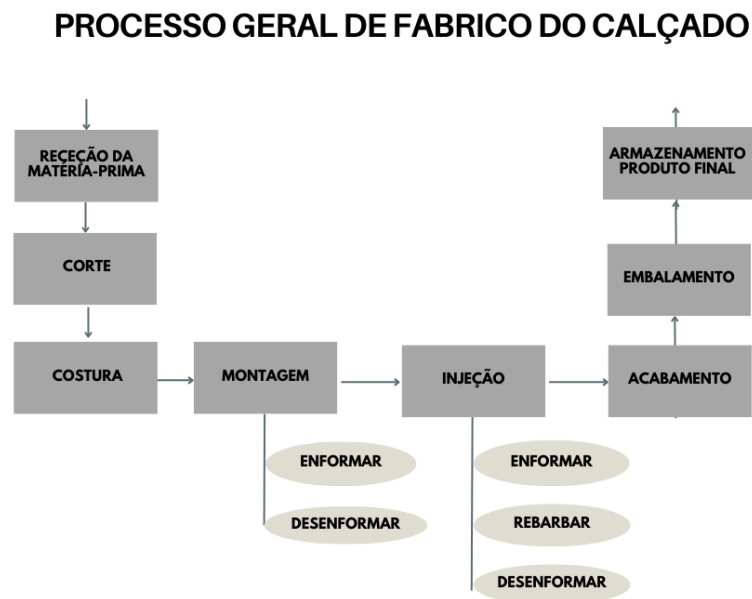 PROCESSO GERAL DE FABRICO DO CALÇADO
RECEÇÃO DA
MATÉRIA-PRIMA
CORTE
COSTURA
MONTAGEM
ENFORMAR
DESENFORMAR
INJEÇÃO
ENFORMAR
REBARBAR
DESENFORMAR
ACABAMENTO
EMBALAMENTO
ARMAZENAMENTO
PRODUTO FINAL